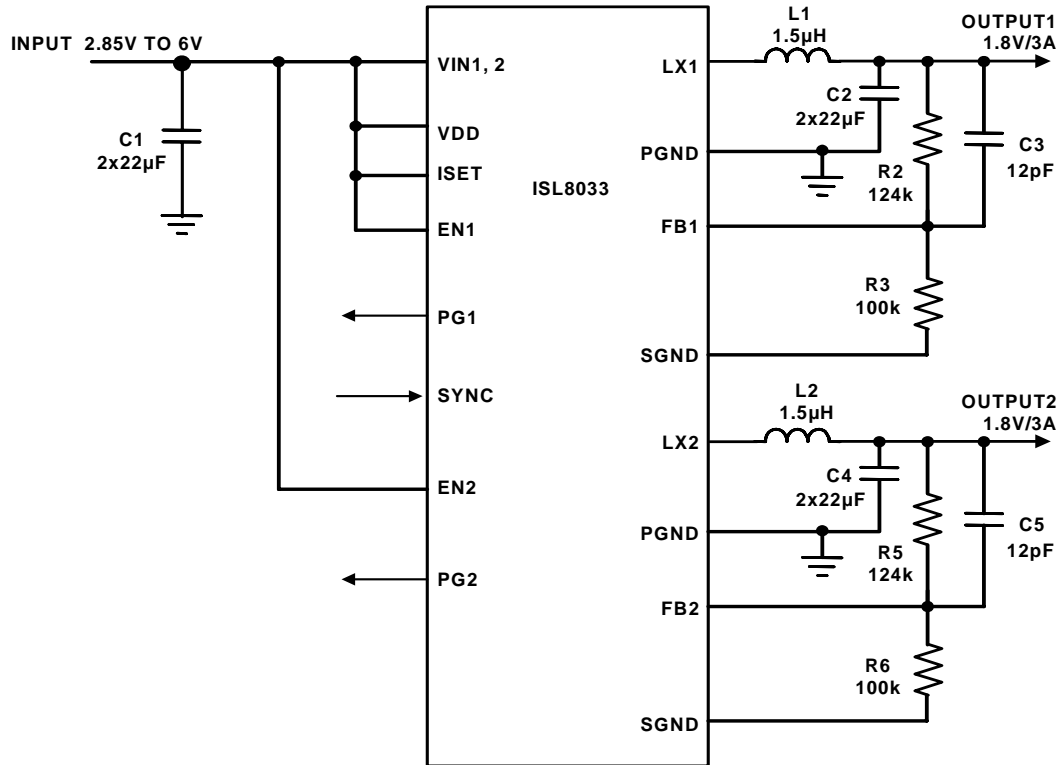 INPUT 2.85V TO 6V
C1
2x22µF
VIN1, 2
VDD
ISET
EN1
PG1
SYNC
EN2
PG2
ISL8033
LX1
PGND
FB1
SGND
LX2
PGND
FB2
SGND
L1
1.5µH
OUTPUT1
1.8V/3A
C2
2x22µF
R2
124k
C3
12pF
R3
100k
L2
1.5µH
OUTPUT2
1.8V/3A
C4
2x22µF
R5
124k
C5
12pF
R6
100k